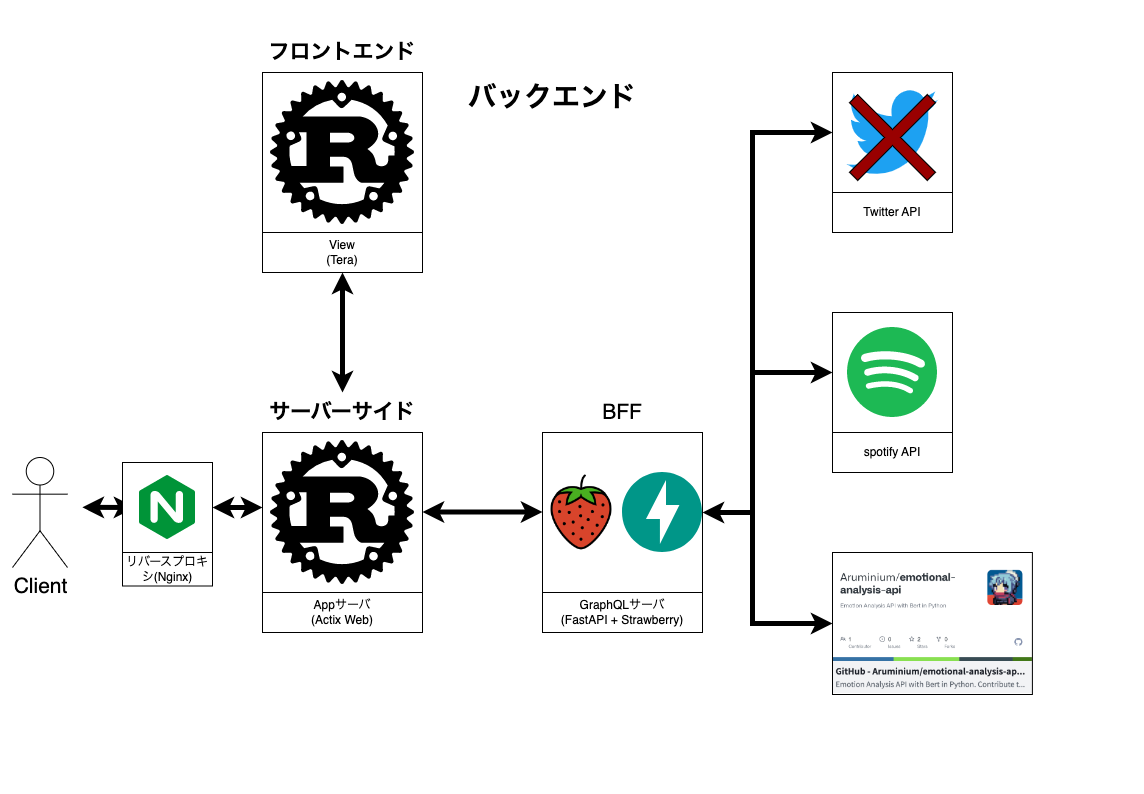 フロントエンド
バックエンド
View
(Tera)
Twitter API
サーバーサイド
BFF
spotify API
Client
リバースプロキ
シ(Nginx)
Appサーバ
(Actix Web)
GraphQLサーバ
(FastAPI + Strawberry)
Aruminium/emotional-
analysis-api
Emotion Analysis API with Bert in Python
1
Contributor
0
Issues
2
Stars
0
Forks
GitHub - Aruminium/emotional-analysis-ap...
Emotion Analysis API with Bert in Python. Contribute t...